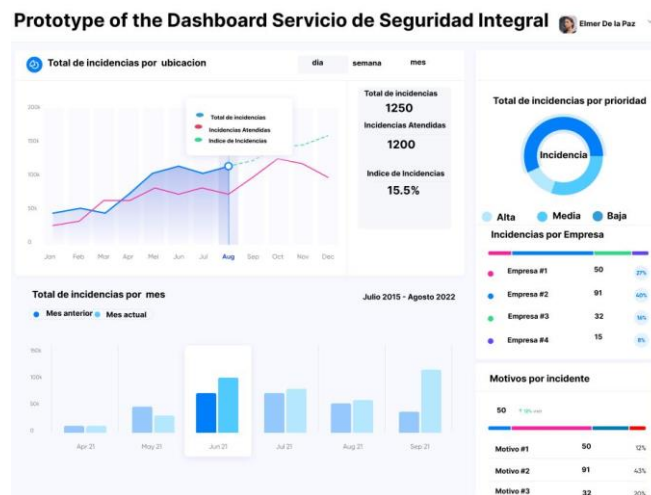 Prototype of the Dashboard Servicio de Seguridad Integral
Elmer De la Paz
Total de incidencias por ubicacion
dia semana mes
200k
150k
100k
50k
0
Total de incidencias
Incidencias Atendidas
Indice de Incidencias
Jan Feb Mar Apr Mei Jun Jul Aug Sep Oct Nov Dec
Total de incidencias
1250
Incidencias Atendidas
1200
Indice de Incidencias
15.5%
Total de incidencias por prioridad
Incidencia
Alta Media Baja
Incidencias por Empresa
Empresa #1 50 27%
Empresa #2 91 40%
Empresa #3 32 14%
Empresa #4 15 8%
Total de incidencias por mes
Julio 2015 - Agosto 2022
Mes anterior Mes actual
150k
100k
50k
0
Apr 21 May 21 Jun 21 Jul 21 Aug 21 Sep 21
Motivos por incidente
50
Motivo #1 50 12%
Motivo #2 91 43%
Motivo #3 32 20%